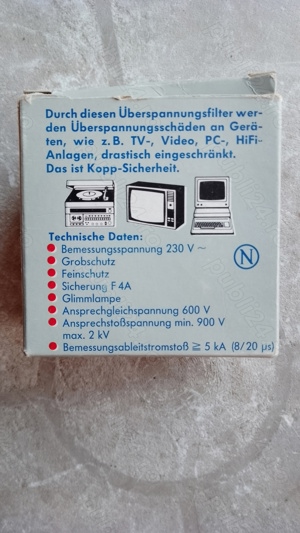 Durch diesen Überspannungsfilter wer-
den Überspannungsschäden an Gerä-
ten, wie z.B. TV-, Video, PC-, HiFi-
Anlagen, drastisch eingeschränkt.
Das ist Kopp-Sicherheit.
Technische Daten:
Bemessungsspannung 230 V ~
Grobschutz
Feinschutz
Sicherung F 4A
Glimmlampe
Ansprechgleichspannung 600 V
Ansprechstoßspannung min. 900 V
max. 2 kV
Bemessungsableitstromstoß ≧ 5 kA (8/20 µs)
N